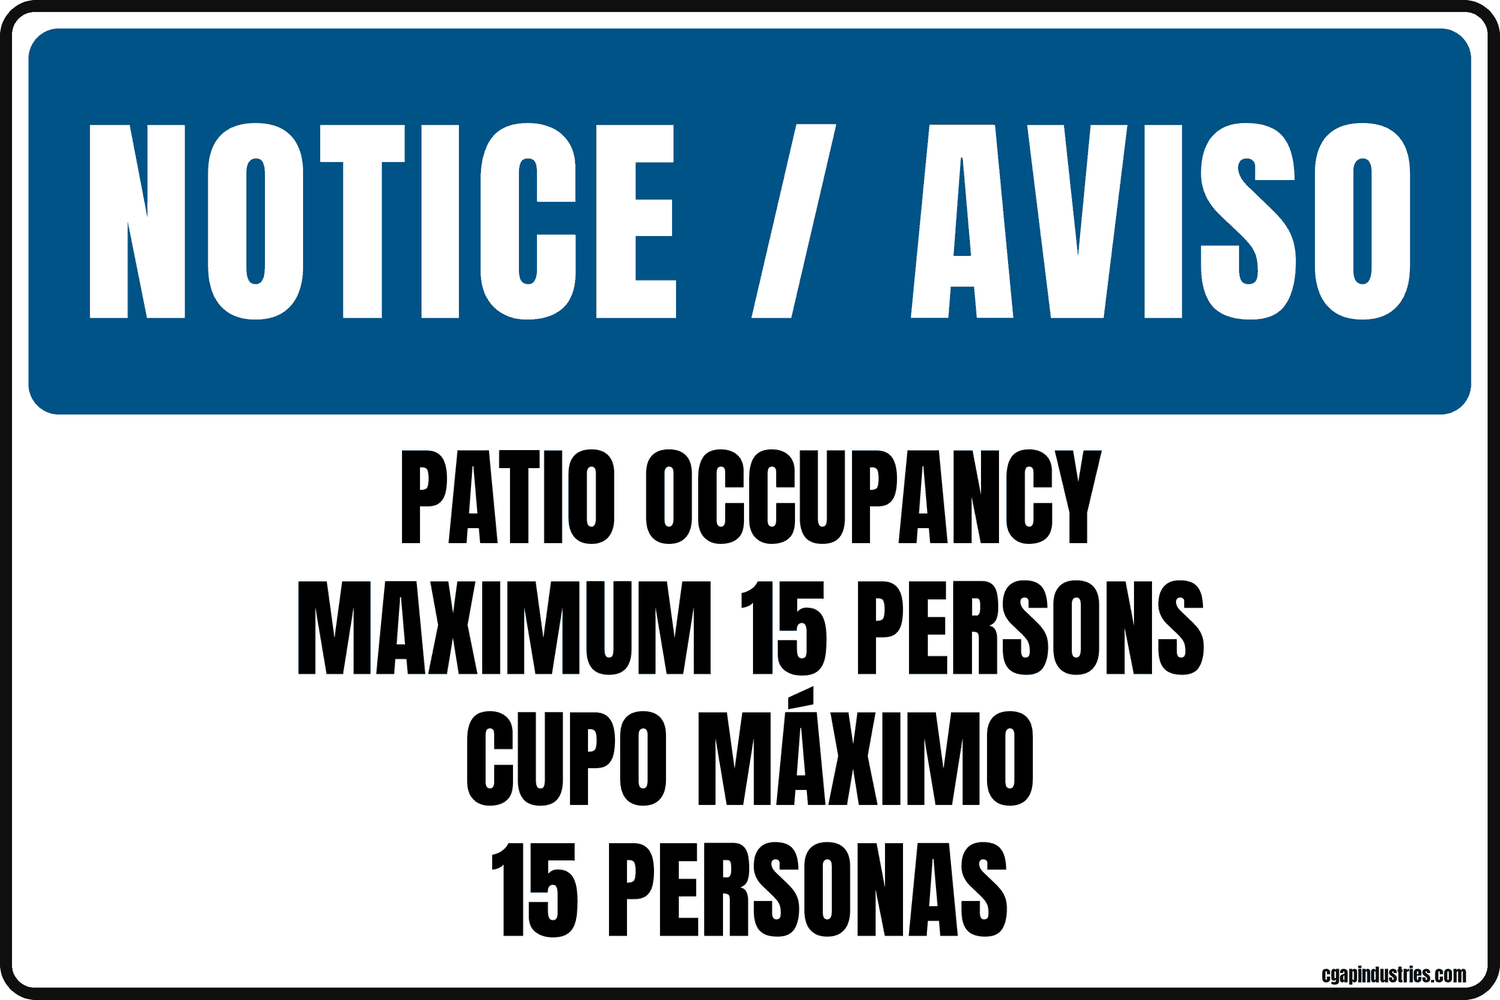 NOTICE / AVISO
PATIO OCCUPANCY
MAXIMUM 15 PERSONS
CUPO MÁXIMO
15 PERSONAS
cgapindustries.com